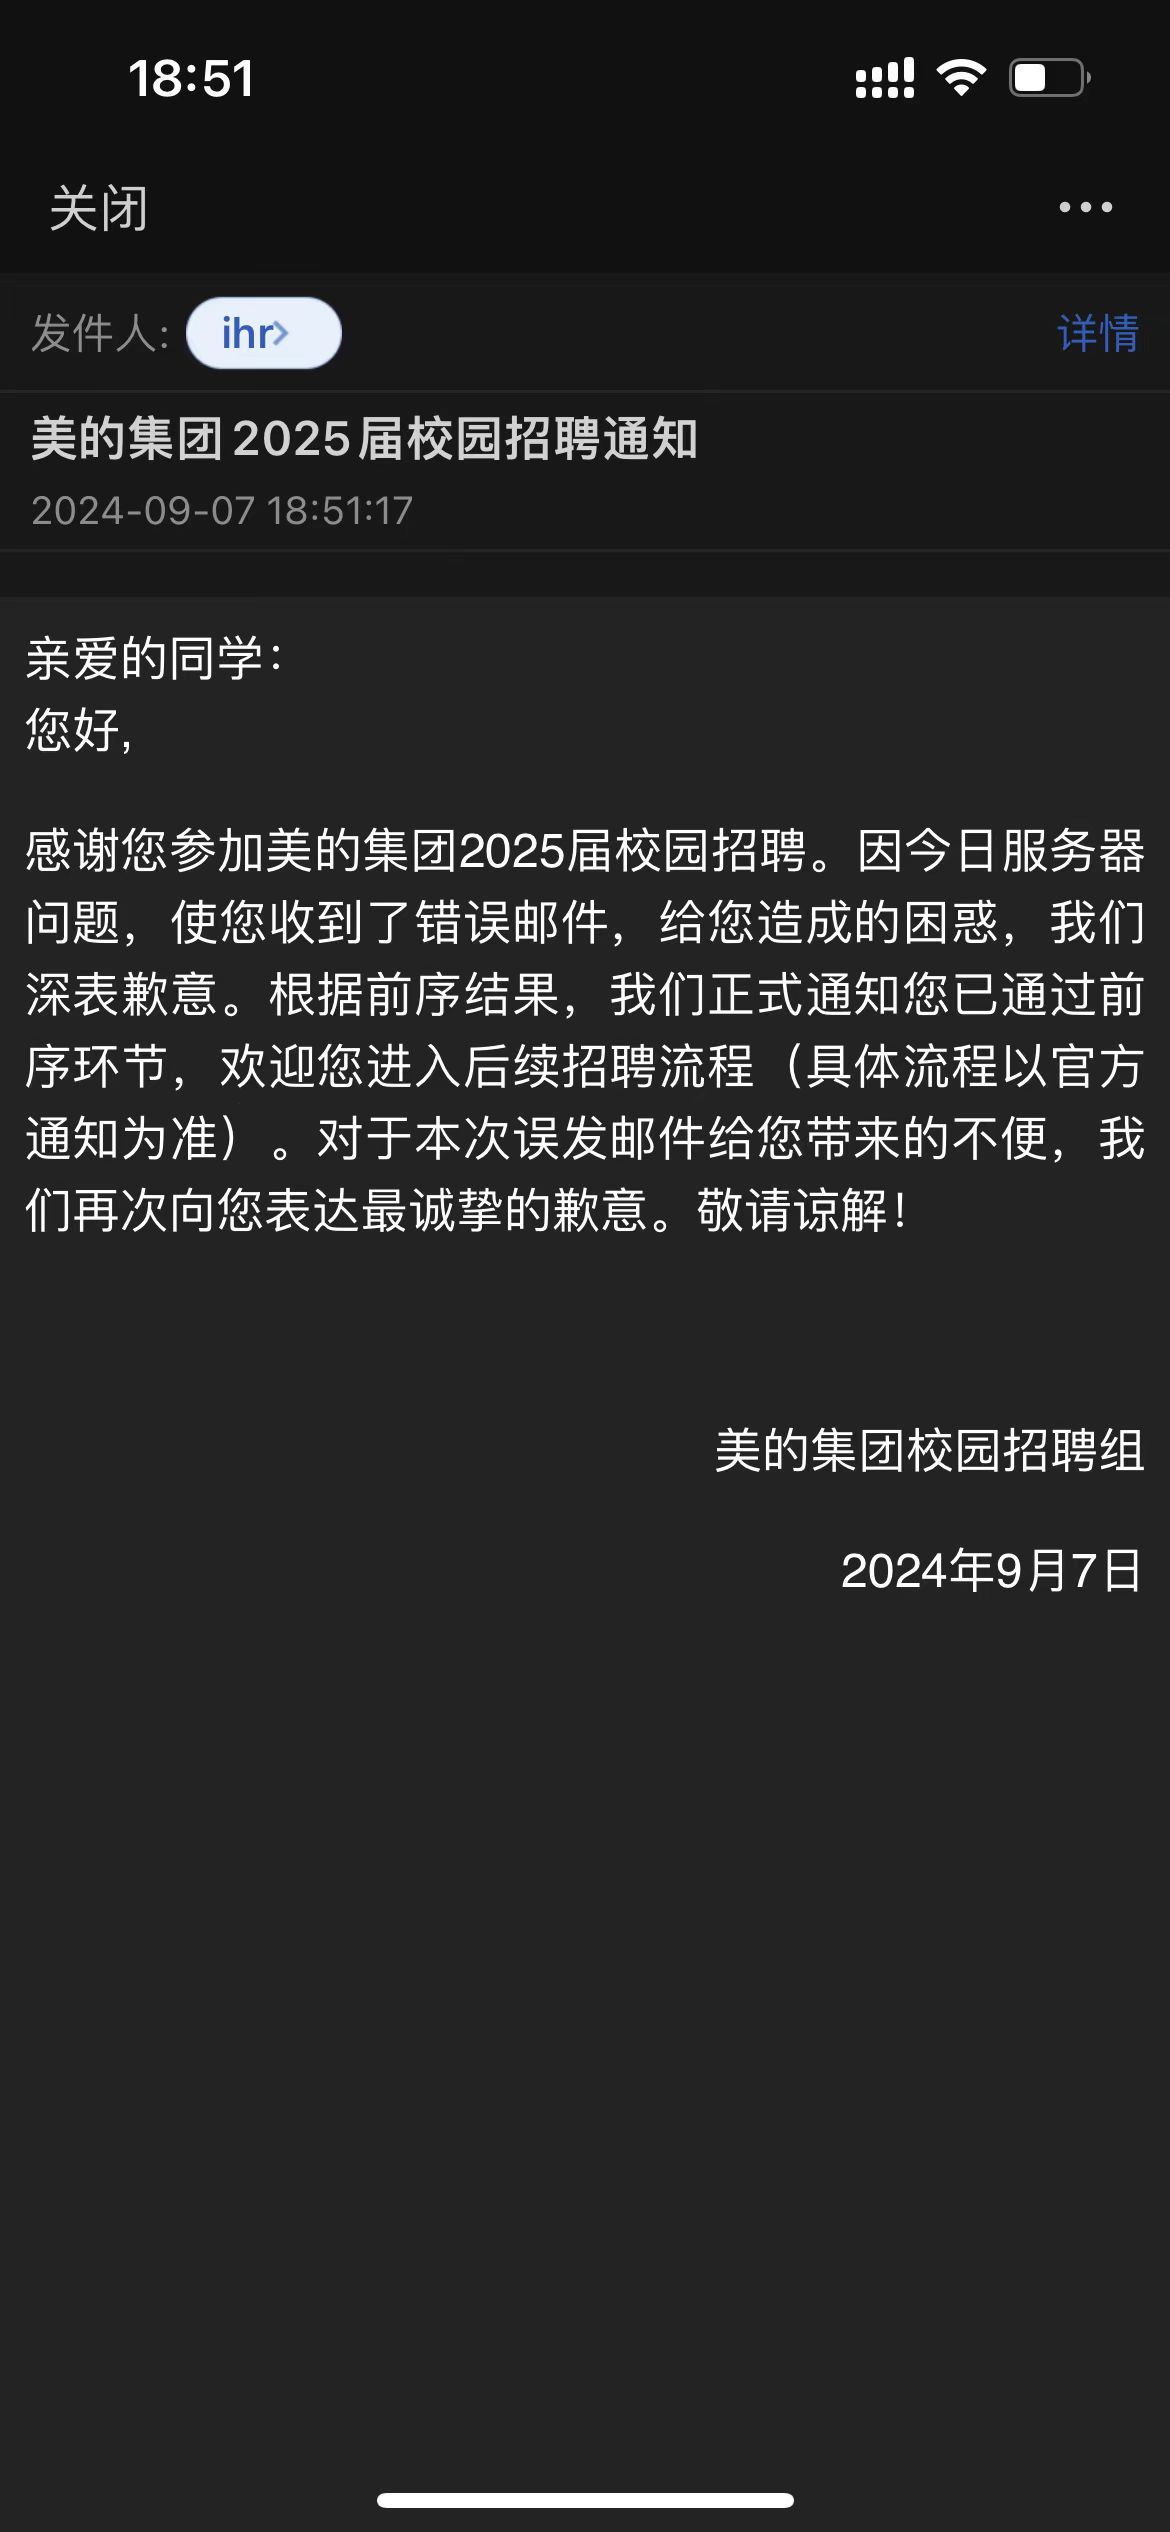 18:51
关闭
发件人: ihr
详情
美的集团2025届校园招聘通知
2024-09-07 18:51:17
亲爱的同学：
您好，
感谢您参加美的集团2025届校园招聘。因今日服务器
问题，使您收到了错误邮件，给您造成的困惑，我们
深表歉意。根据前序结果，我们正式通知您已通过前
序环节，欢迎您进入后续招聘流程（具体流程以官方
通知为准）。对于本次误发邮件给您带来的不便，我
们再次向您表达最诚挚的歉意。敬请谅解！
美的集团校园招聘组
2024年9月7日